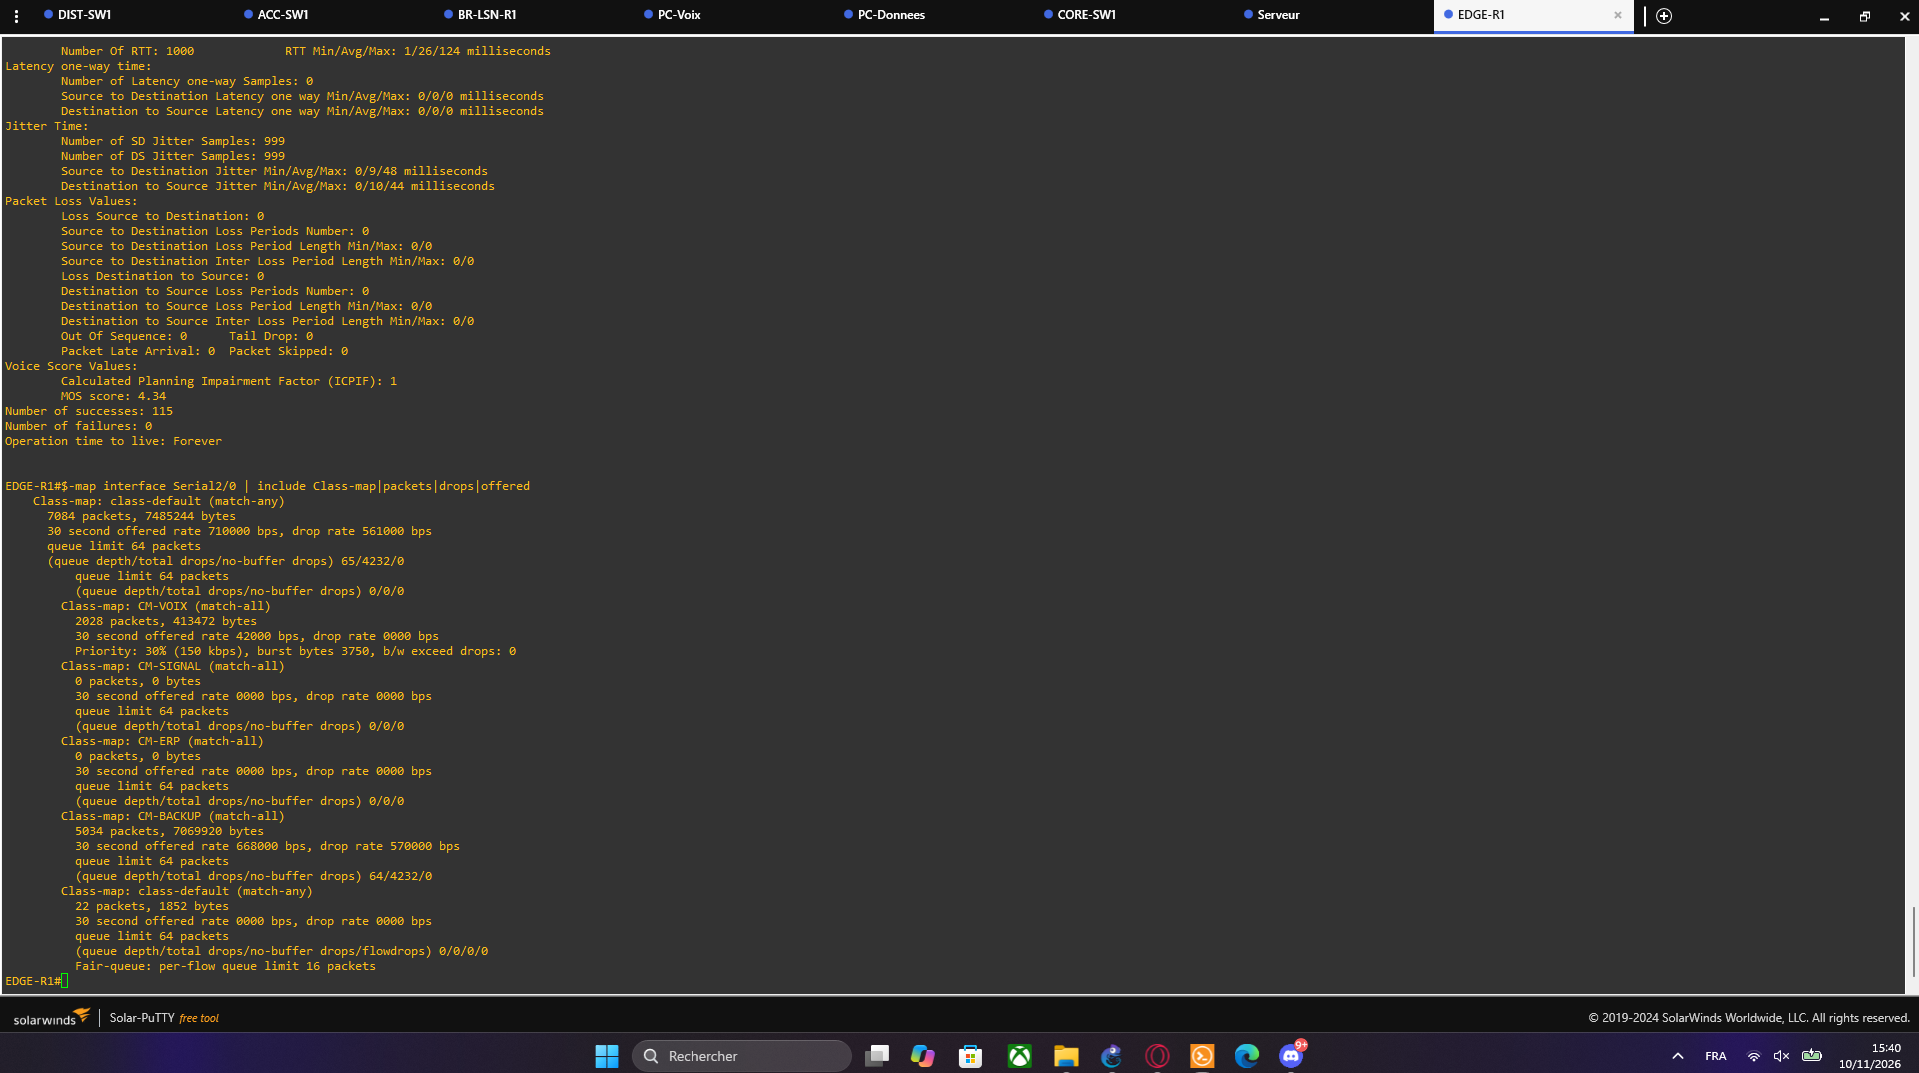 DIST-SW1 ACC-SW1 BR-LSN-R1 PC-Voix PC-Donnees CORE-SW1 Serveur EDGE-R1
Number Of RTT: 1000 RTT Min/Avg/Max: 1/26/124 milliseconds
Latency one-way time:
Number of Latency one-way Samples: 0
Source to Destination Latency one way Min/Avg/Max: 0/0/0 milliseconds
Destination to Source Latency one way Min/Avg/Max: 0/0/0 milliseconds
Jitter Time:
Number of SD Jitter Samples: 999
Number of DS Jitter Samples: 999
Source to Destination Jitter Min/Avg/Max: 0/9/48 milliseconds
Destination to Source Jitter Min/Avg/Max: 0/10/44 milliseconds
Packet Loss Values:
Loss Source to Destination: 0
Source to Destination Loss Periods Number: 0
Source to Destination Loss Period Length Min/Max: 0/0
Source to Destination Inter Loss Period Length Min/Max: 0/0
Loss Destination to Source: 0
Destination to Source Loss Periods Number: 0
Destination to Source Loss Period Length Min/Max: 0/0
Destination to Source Inter Loss Period Length Min/Max: 0/0
Out Of Sequence: 0 Tail Drop: 0
Packet Late Arrival: 0 Packet Skipped: 0
Voice Score Values:
Calculated Planning Impairment Factor (ICPIF): 1
MOS score: 4.34
Number of successes: 115
Number of failures: 0
Operation time to live: Forever
EDGE-R1#$-map interface Serial2/0 | include Class-map|packets|drops|offered
Class-map: class-default (match-any)
7084 packets, 7485244 bytes
30 second offered rate 710000 bps, drop rate 561000 bps
queue limit 64 packets
(queue depth/total drops/no-buffer drops) 65/4232/0
queue limit 64 packets
(queue depth/total drops/no-buffer drops) 0/0/0
Class-map: CM-VOIX (match-all)
2028 packets, 413472 bytes
30 second offered rate 42000 bps, drop rate 0000 bps
Priority: 30% (150 kbps), burst bytes 3750, b/w exceed drops: 0
Class-map: CM-SIGNAL (match-all)
0 packets, 0 bytes
30 second offered rate 0000 bps, drop rate 0000 bps
queue limit 64 packets
(queue depth/total drops/no-buffer drops) 0/0/0
Class-map: CM-ERP (match-all)
0 packets, 0 bytes
30 second offered rate 0000 bps, drop rate 0000 bps
queue limit 64 packets
(queue depth/total drops/no-buffer drops) 0/0/0
Class-map: CM-BACKUP (match-all)
5034 packets, 7069920 bytes
30 second offered rate 668000 bps, drop rate 570000 bps
queue limit 64 packets
(queue depth/total drops/no-buffer drops) 64/4232/0
Class-map: class-default (match-any)
22 packets, 1852 bytes
30 second offered rate 0000 bps, drop rate 0000 bps
queue limit 64 packets
(queue depth/total drops/no-buffer drops/flowdrops) 0/0/0/0
Fair-queue: per-flow queue limit 16 packets
EDGE-R1#
solarwinds Solar-PuTTY free tool © 2019-2024 SolarWinds Worldwide, LLC. All rights reserved.
Rechercher 9+ FRA 15:40
10/11/2026